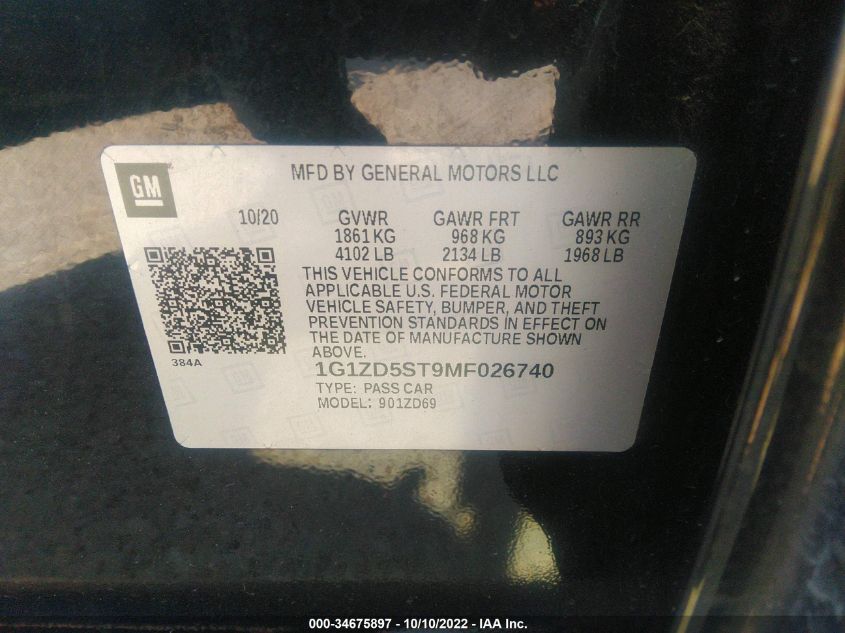 GM
MFD BY GENERAL MOTORS LLC
10/20 GVWR GAWR FRT GAWR RR
1861 KG 968 KG 893 KG
4102 LB 2134 LB 1968 LB
THIS VEHICLE CONFORMS TO ALL
APPLICABLE U.S. FEDERAL MOTOR
VEHICLE SAFETY, BUMPER, AND THEFT
PREVENTION STANDARDS IN EFFECT ON
THE DATE OF MANUFACTURE SHOWN
ABOVE.
384A
1G1ZD5ST9MF026740
TYPE: PASS CAR
MODEL: 901ZD69
000-34675897 - 10/10/2022 - IAA Inc.